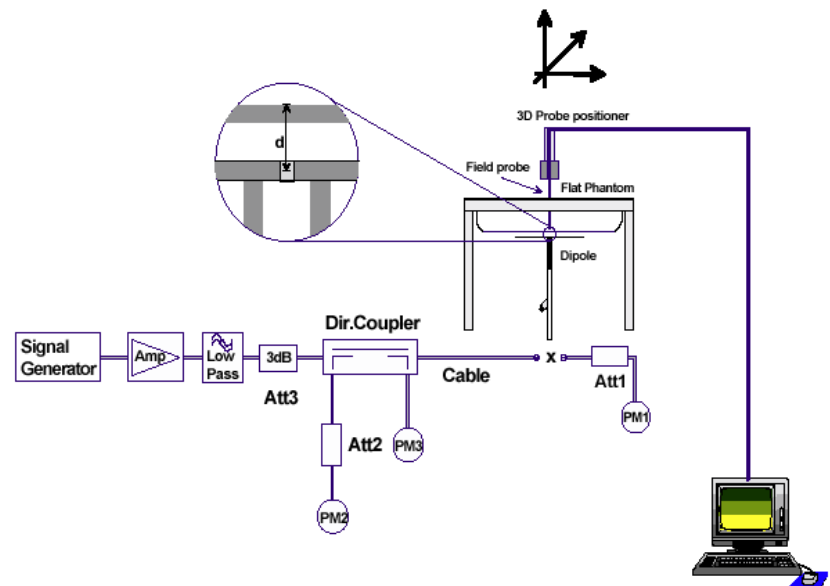 3D Probe positioner
d
Field probe
Flat Phantom
Dipole
Dir.Coupler
Signal
Generator
Amp
Low
Pass
3dB
Att3
Cable
x
Att1
PM1
Att2
PM3
PM2